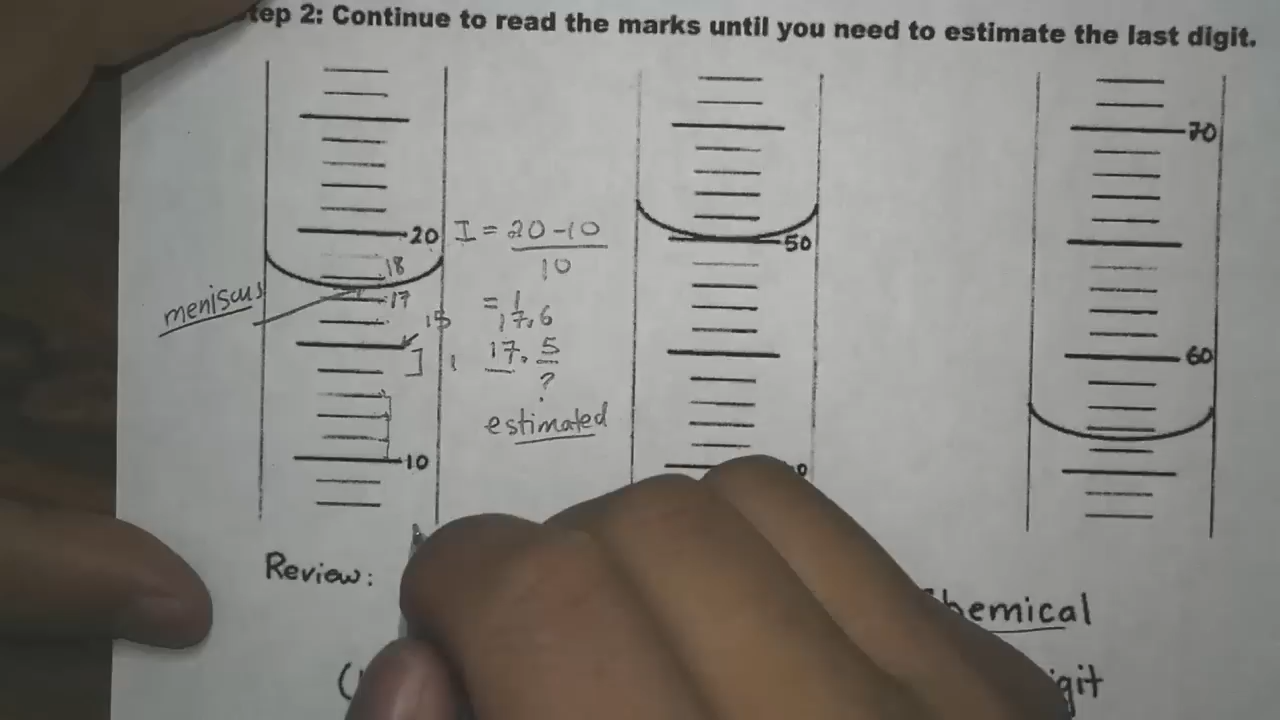 Step 2: Continue to read the marks until you need to estimate the last digit.
20
18
17
15
10
meniscus
I = 20 - 10
10
= 1
17.6
17. 5
?
estimated
50
70
60
Review:
Chemical